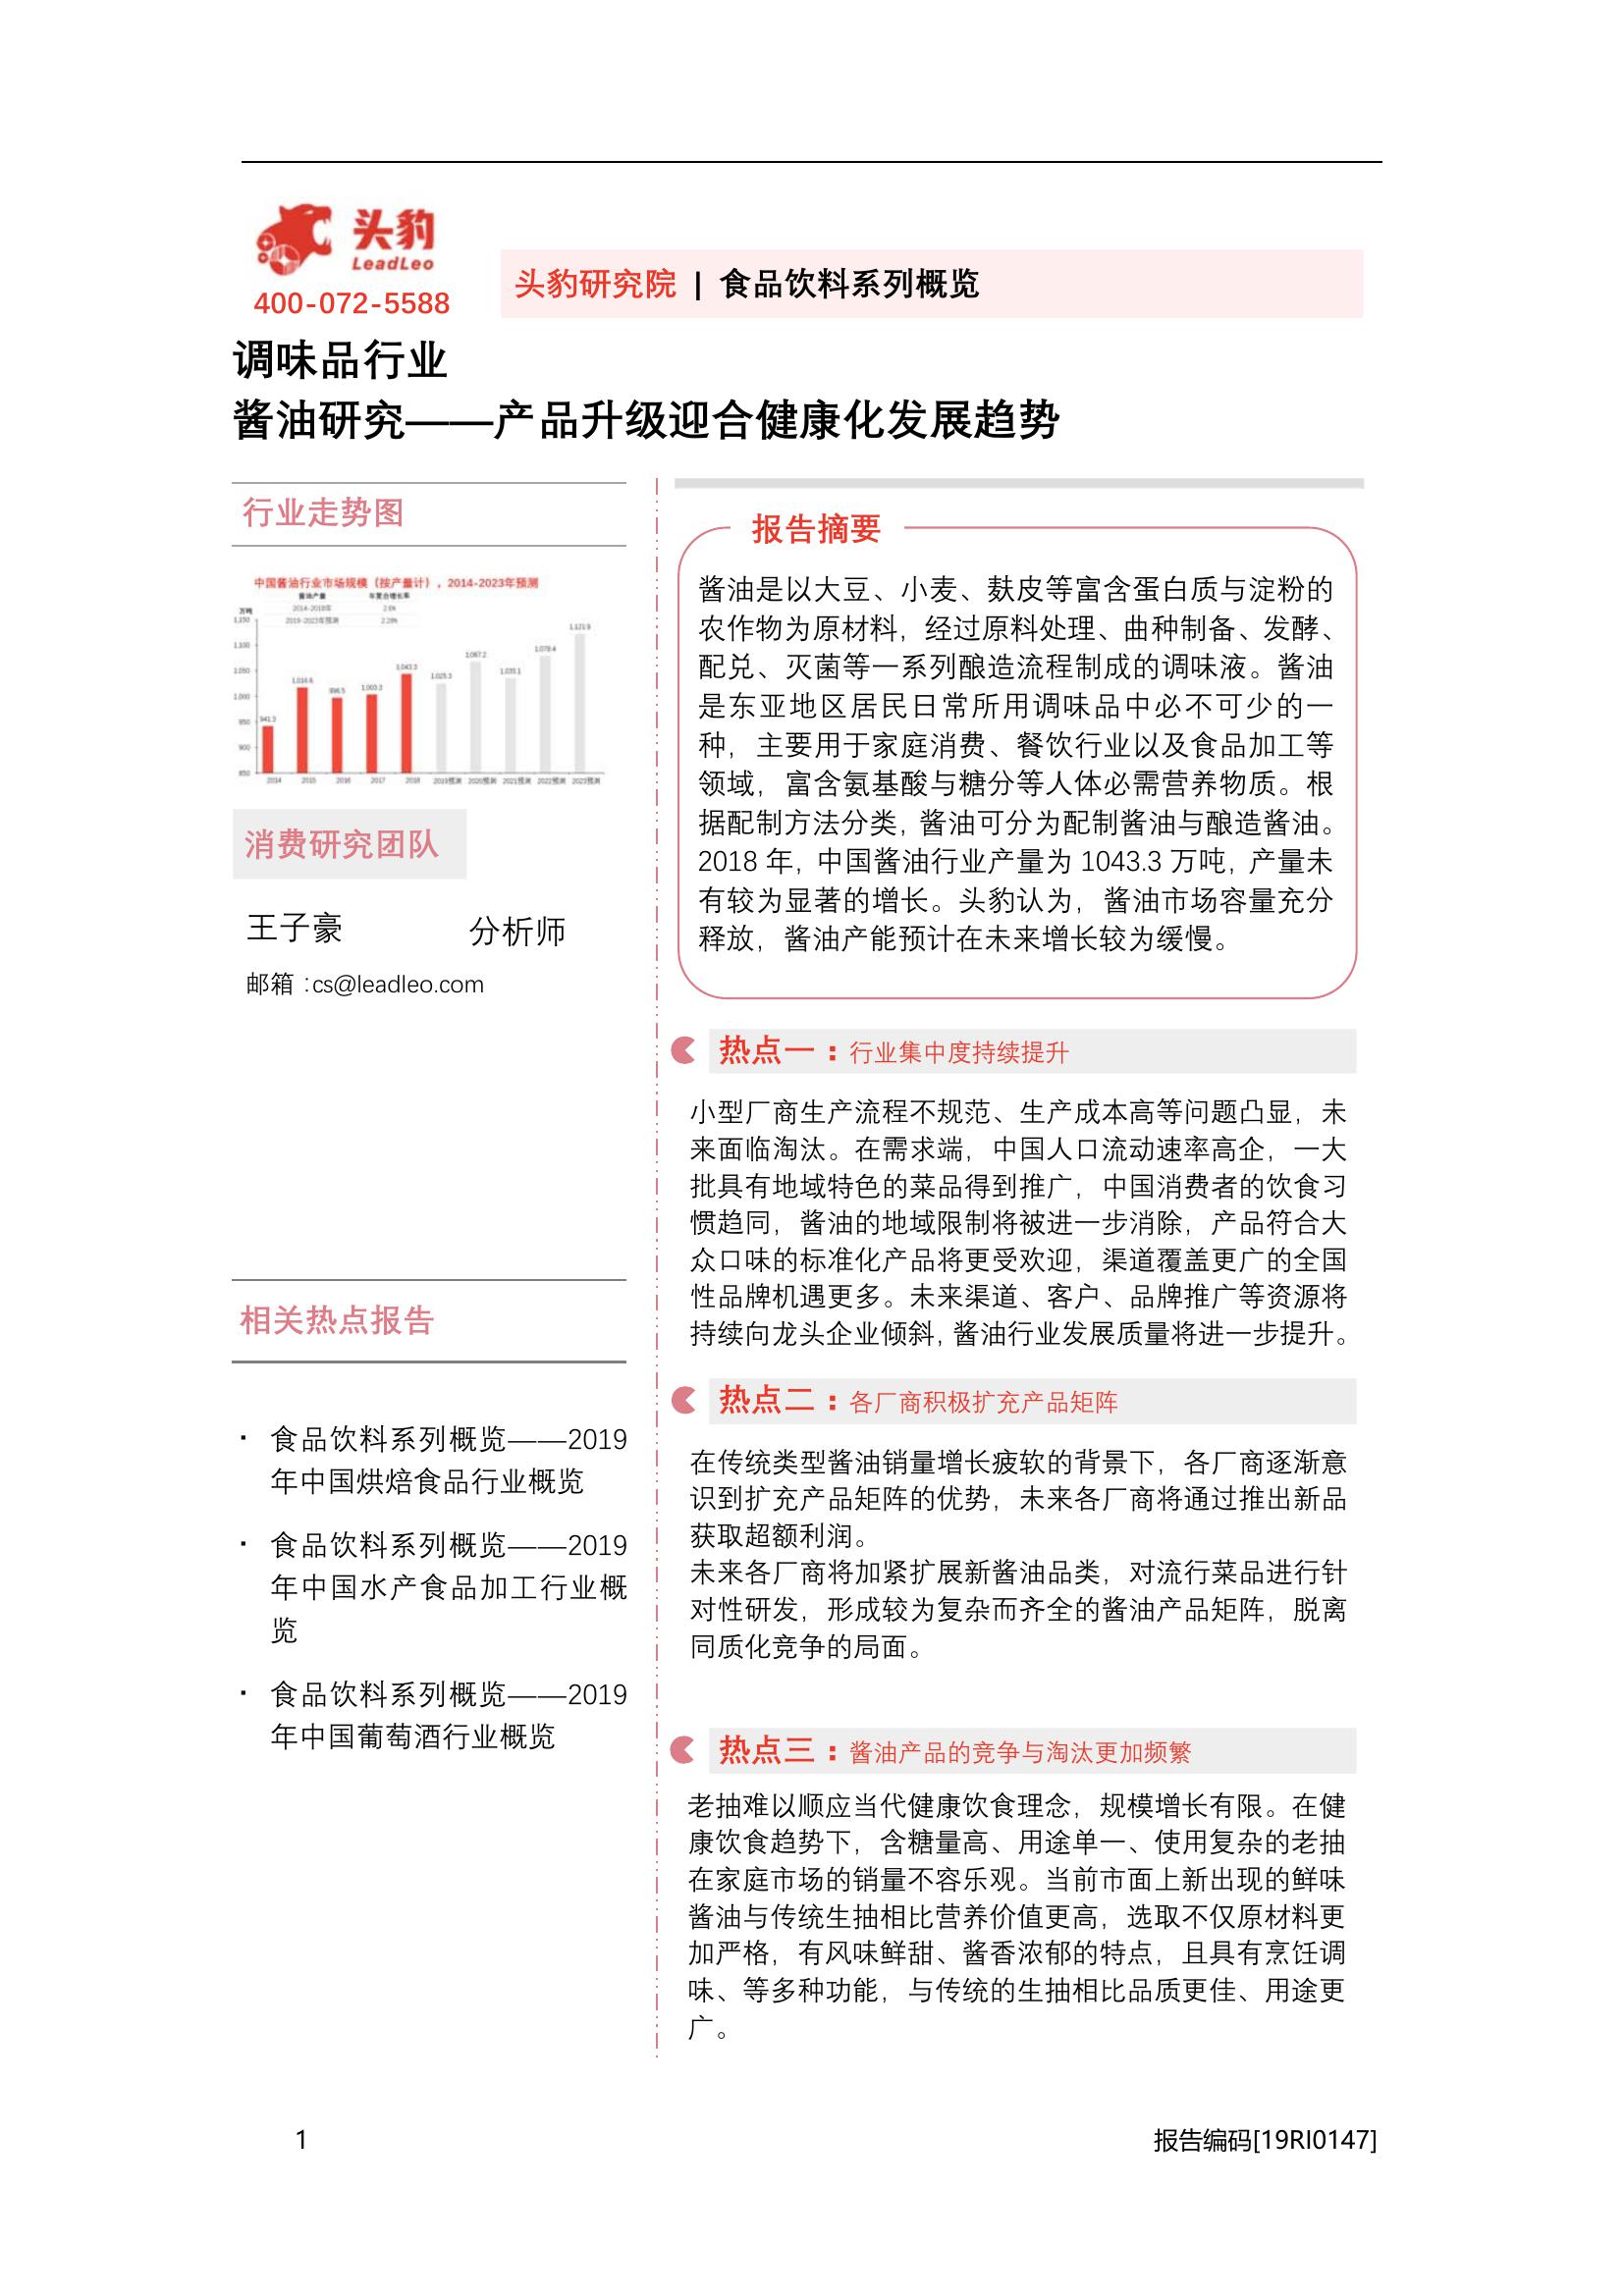 头豹
LeadLeo
400-072-5588
头豹研究院 | 食品饮料系列概览
调味品行业
酱油研究——产品升级迎合健康化发展趋势
行业走势图
中国酱油行业市场规模（按产量计），2014-2023年预测
酱油产量 年复合增长率
2014-2018年 2.6%
2019-2023年预测 2.28%
万吨
1,150
1,100
1,050
1,000
950
900
850
941.3
1,016.6
1,003.3
1,043.3
1,025.3
1,067.2
1,078.4
1,121.9
2014 2015 2016 2017 2018 2019预测 2020预测 2021预测 2022预测 2023预测
消费研究团队
王子豪 分析师
邮箱：cs@leadleo.com
相关热点报告
· 食品饮料系列概览——2019
年中国烘焙食品行业概览
· 食品饮料系列概览——2019
年中国水产食品加工行业概
览
· 食品饮料系列概览——2019
年中国葡萄酒行业概览
报告摘要
酱油是以大豆、小麦、麸皮等富含蛋白质与淀粉的
农作物为原材料，经过原料处理、曲种制备、发酵、
配兑、灭菌等一系列酿造流程制成的调味液。酱油
是东亚地区居民日常所用调味品中必不可少的一
种，主要用于家庭消费、餐饮行业以及食品加工等
领域，富含氨基酸与糖分等人体必需营养物质。根
据配制方法分类，酱油可分为配制酱油与酿造酱油。
2018 年，中国酱油行业产量为 1043.3 万吨，产量未
有较为显著的增长。头豹认为，酱油市场容量充分
释放，酱油产能预计在未来增长较为缓慢。
热点一：行业集中度持续提升
小型厂商生产流程不规范、生产成本高等问题凸显，未
来面临淘汰。在需求端，中国人口流动速率高企，一大
批具有地域特色的菜品得到推广，中国消费者的饮食习
惯趋同，酱油的地域限制将被进一步消除，产品符合大
众口味的标准化产品将更受欢迎，渠道覆盖更广的全国
性品牌机遇更多。未来渠道、客户、品牌推广等资源将
持续向龙头企业倾斜，酱油行业发展质量将进一步提升。
热点二：各厂商积极扩充产品矩阵
在传统类型酱油销量增长疲软的背景下，各厂商逐渐意
识到扩充产品矩阵的优势，未来各厂商将通过推出新品
获取超额利润。
未来各厂商将加紧扩展新酱油品类，对流行菜品进行针
对性研发，形成较为复杂而齐全的酱油产品矩阵，脱离
同质化竞争的局面。
热点三：酱油产品的竞争与淘汰更加频繁
老抽难以顺应当代健康饮食理念，规模增长有限。在健
康饮食趋势下，含糖量高、用途单一、使用复杂的老抽
在家庭市场的销量不容乐观。当前市面上新出现的鲜味
酱油与传统生抽相比营养价值更高，选取不仅原材料更
加严格，有风味鲜甜、酱香浓郁的特点，且具有烹饪调
味、等多种功能，与传统的生抽相比品质更佳、用途更
广。
1
报告编码[19RI0147]